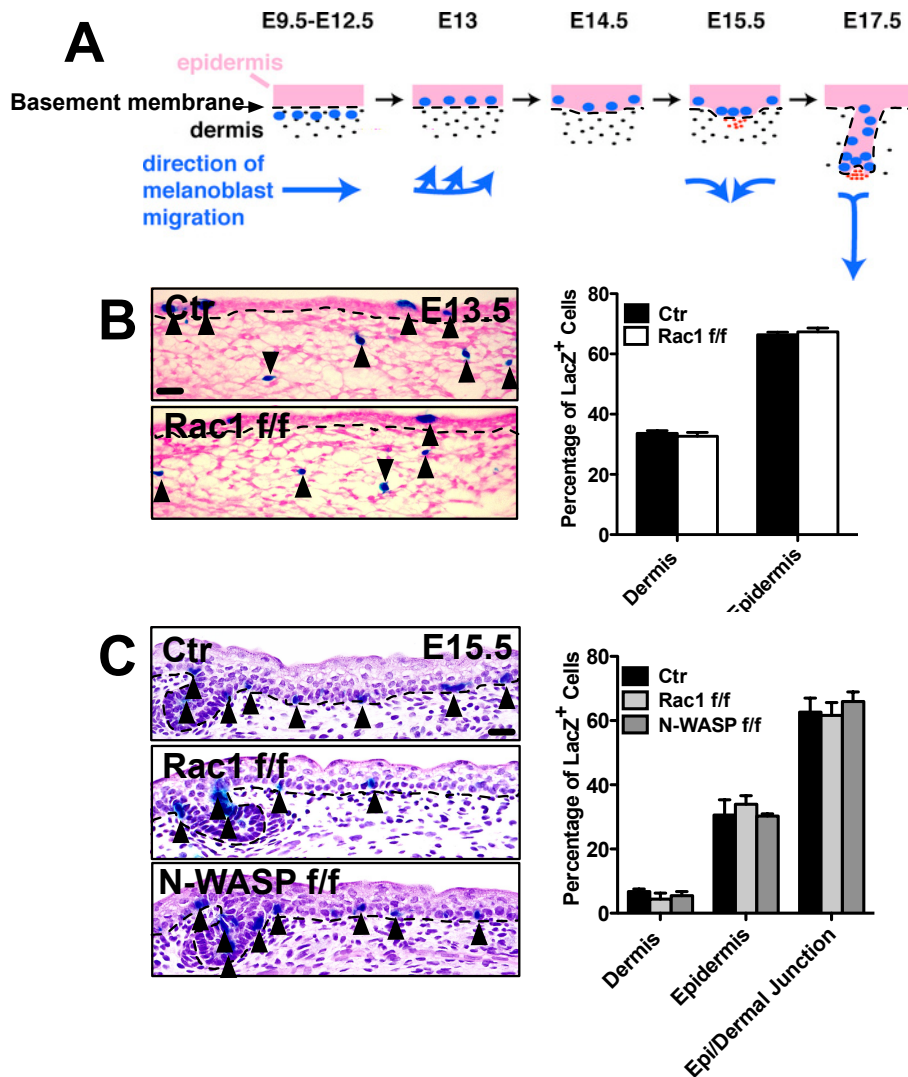 A
E9.5-E12.5 E13 E14.5 E15.5 E17.5
epidermis
Basement membrane
dermis
direction of
melanoblast
migration
B
Ctr E13.5
Rac1 f/f
80
60
40
20
0
Percentage of LacZ+ Cells
Ctr
Rac1 f/f
Dermis
Epidermis
C
Ctr E15.5
Rac1 f/f
N-WASP f/f
80
60
40
20
0
Percentage of LacZ+ Cells
Ctr
Rac1 f/f
N-WASP f/f
Dermis
Epidermis
Epi/Dermal Junction